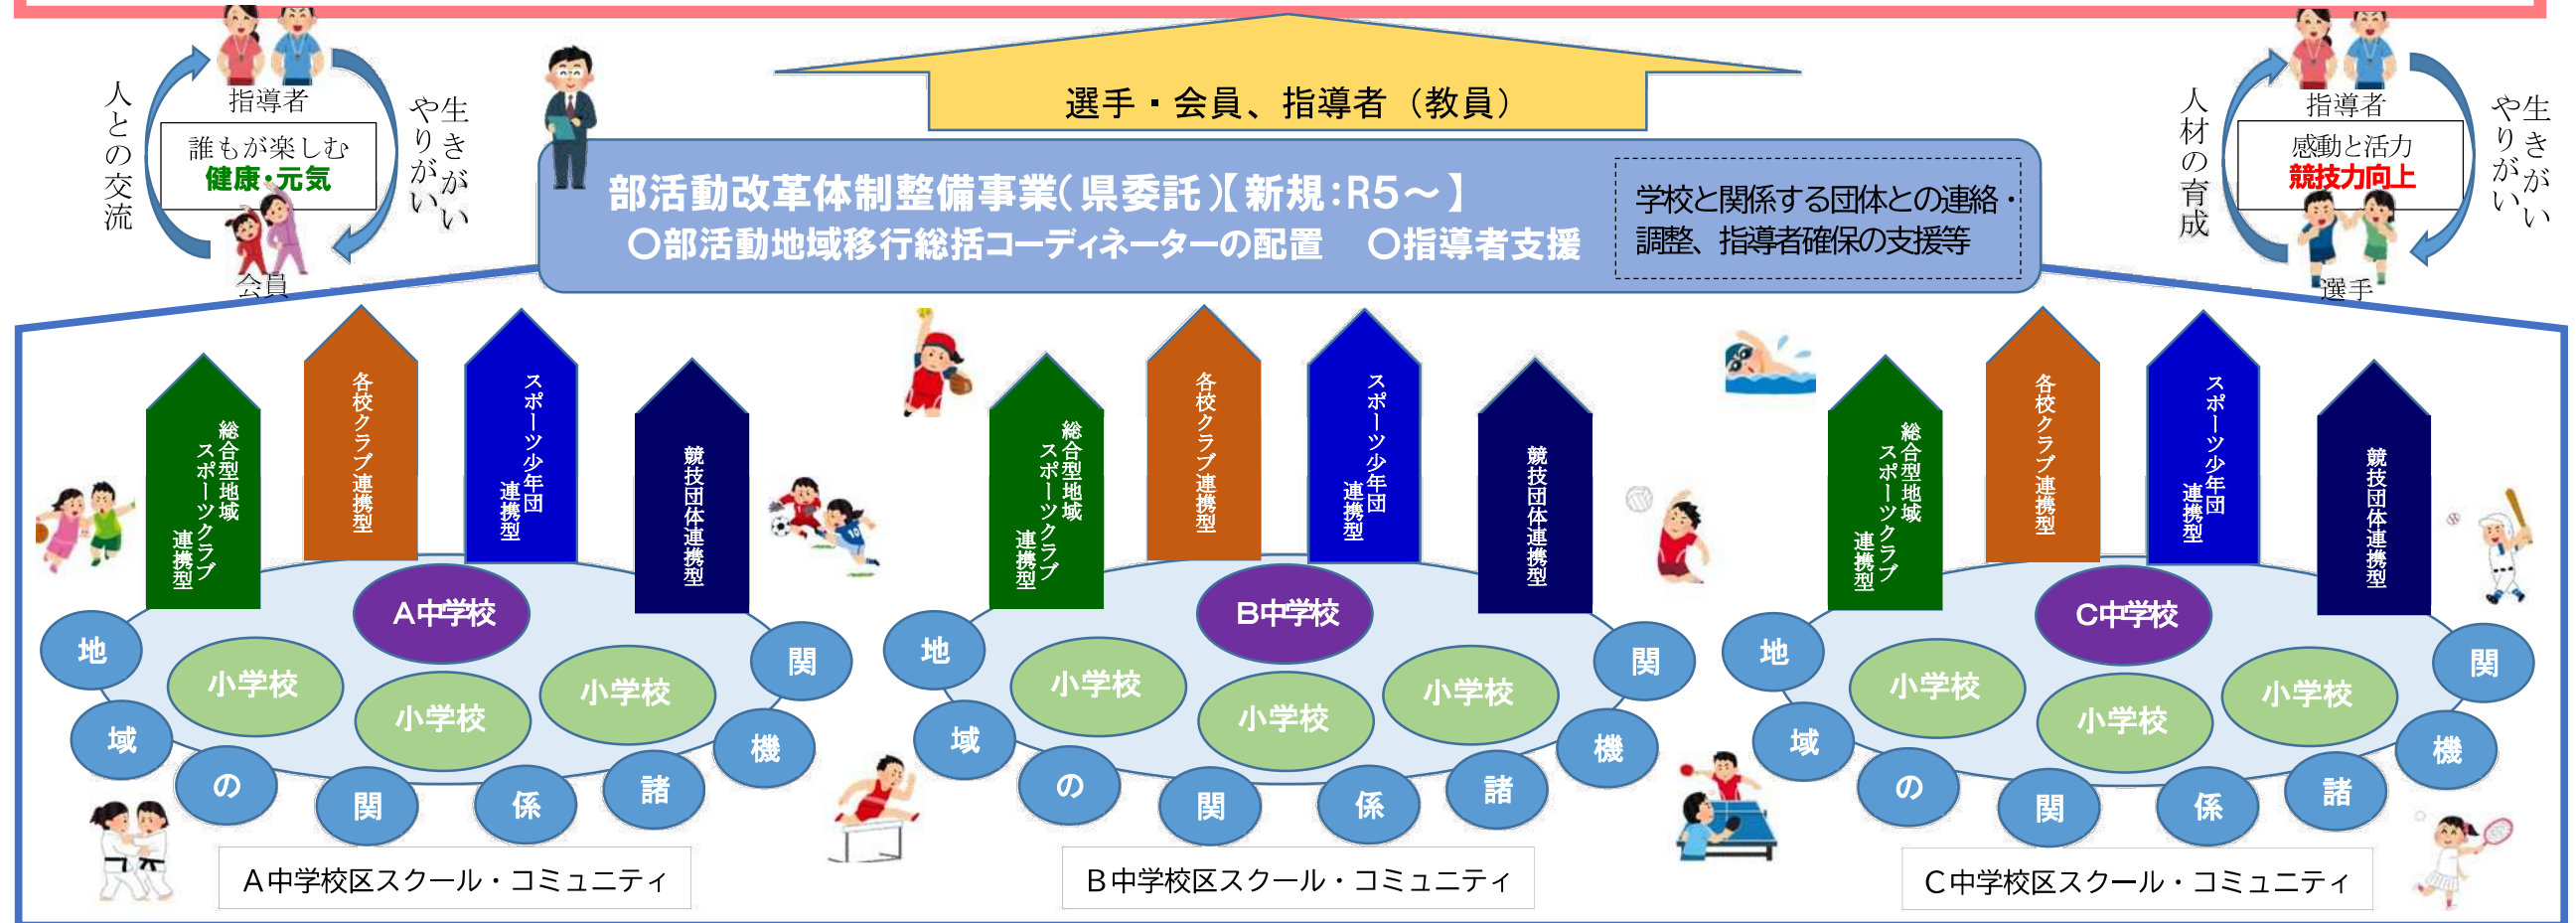 指導者
誰もが楽しむ
健康・元気
会員
人との交流
生きがい
やりがい
選手・会員、指導者（教員）
部活動改革体制整備事業（県委託）【新規：R5～】
○部活動地域移行総括コーディネーターの配置　○指導者支援
学校と関係する団体との連絡・
調整、指導者確保の支援等
人材の育成
指導者
感動と活力
競技力向上
選手
生きがい
やりがい
総合型地域
スポーツクラブ
連携型
各校クラブ連携型
スポーツ少年団
連携型
競技団体連携型
A中学校
小学校
小学校
小学校
地域の関係諸機関
A中学校区スクール・コミュニティ
総合型地域
スポーツクラブ
連携型
各校クラブ連携型
スポーツ少年団
連携型
競技団体連携型
B中学校
小学校
小学校
小学校
地域の関係諸機関
B中学校区スクール・コミュニティ
総合型地域
スポーツクラブ
連携型
各校クラブ連携型
スポーツ少年団
連携型
競技団体連携型
C中学校
小学校
小学校
小学校
地域の関係諸機関
C中学校区スクール・コミュニティ